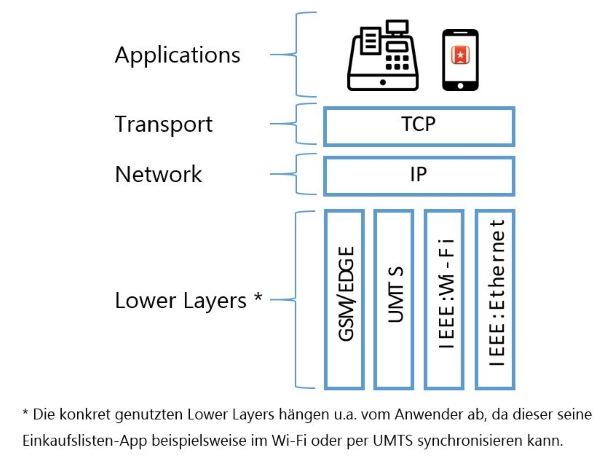 Applications
Transport
TCP
Network
IP
Lower Layers *
GSM/EDGE
UMTS
IEEE:Wi-Fi
IEEE:Ethernet
* Die konkret genutzten Lower Layers hängen u.a. vom Anwender ab, da dieser seine
Einkaufslisten-App beispielsweise im Wi-Fi oder per UMTS synchronisieren kann.